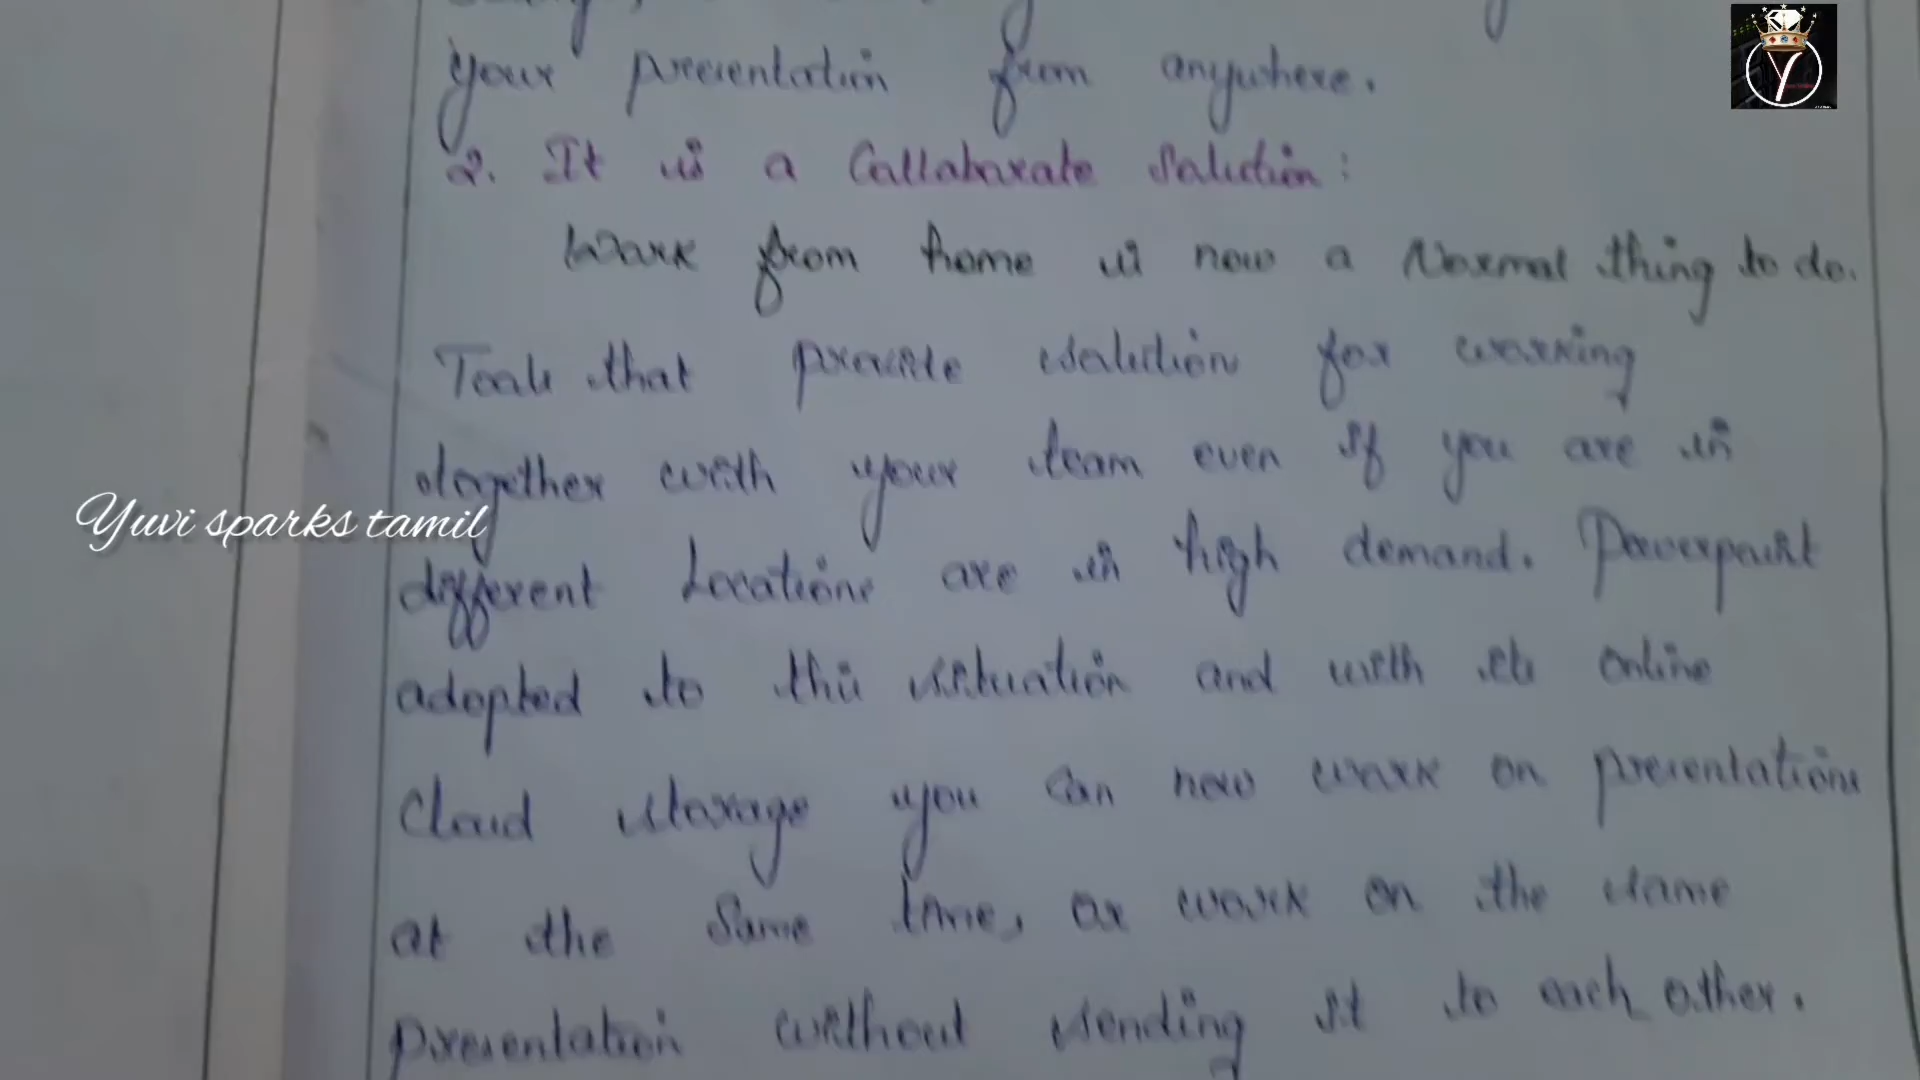 your presentation from anywhere.
2. It is a Collaborate Solution:
Work from home is now a Normal thing to do.
Tools that provide solution for working
together with your team even if you are in
Yuvi sparks tamil
different Locations are in high demand. Powerpoint
adopted to this situation and with its online
Cloud storage you can now work on presentations
at the same time, or work on the same
presentation without sending it to each other.